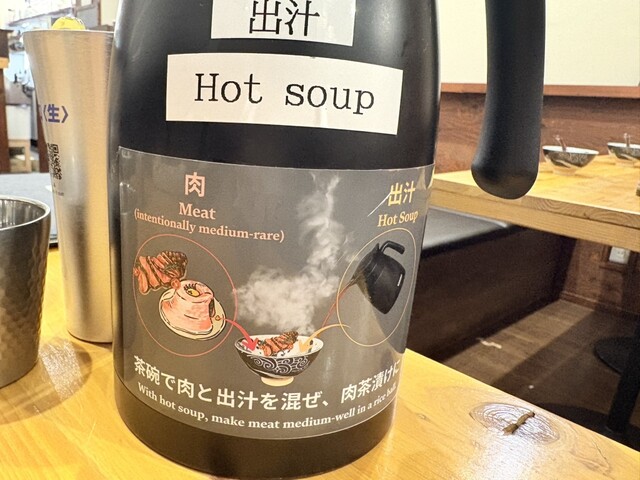 出汁
Hot soup
〈生〉
肉
Meat
(intentionally medium-rare)
出汁
Hot Soup
茶碗で肉と出汁を混ぜ、肉茶漬けに
With hot soup, make meat medium-well in a rice